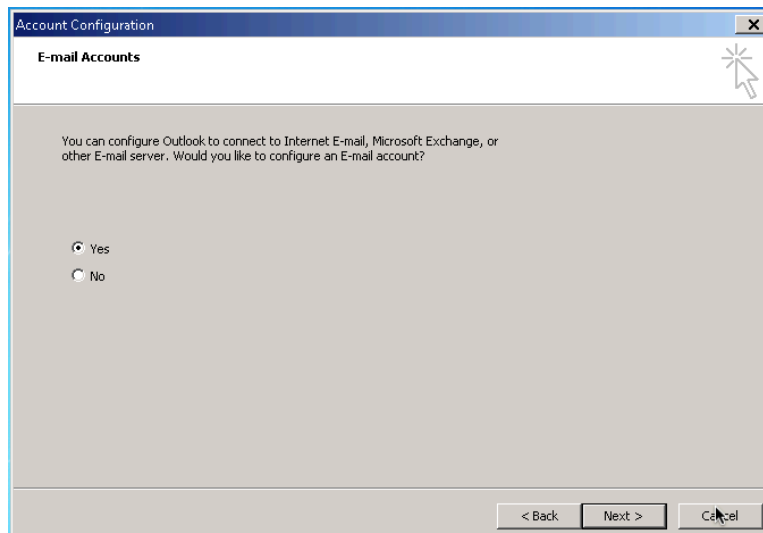 Account Configuration
E-mail Accounts
You can configure Outlook to connect to Internet E-mail, Microsoft Exchange, or
other E-mail server. Would you like to configure an E-mail account?
Yes
No
< Back Next > Cancel